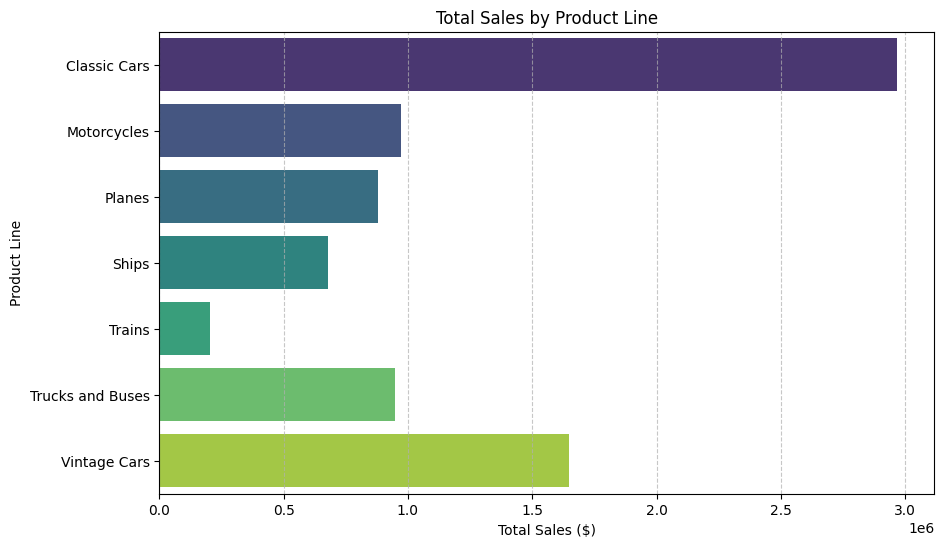 Total Sales by Product Line
Product Line
Classic Cars
Motorcycles
Planes
Ships
Trains
Trucks and Buses
Vintage Cars
0.0 0.5 1.0 1.5 2.0 2.5 3.0
1e6
Total Sales ($)